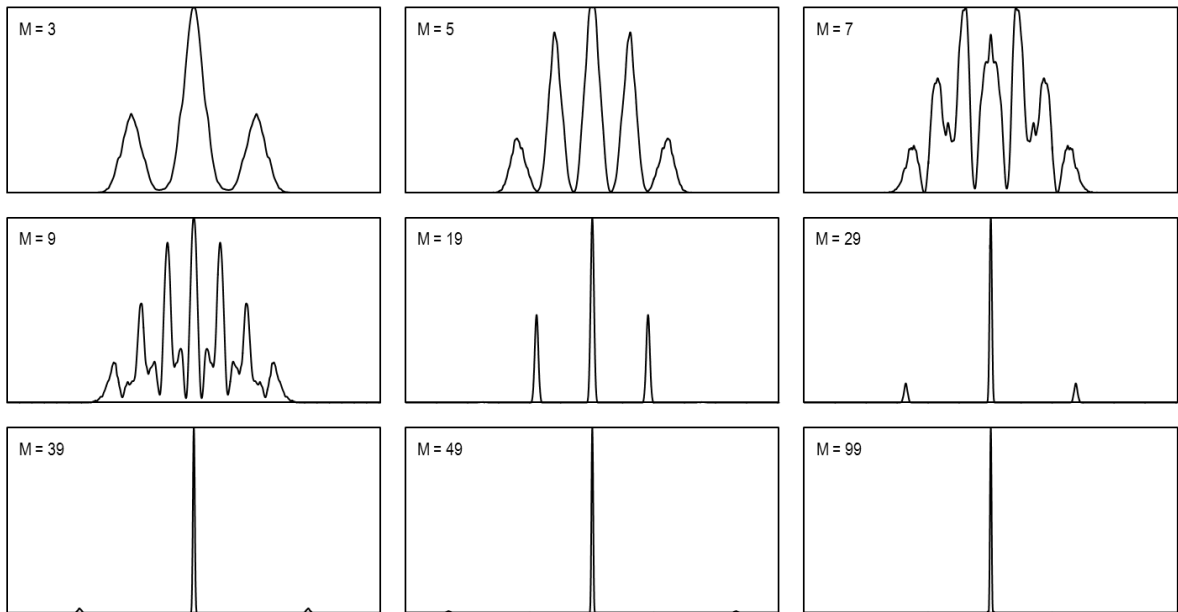 M = 3
M = 5
M = 7
M = 9
M = 19
M = 29
M = 39
M = 49
M = 99